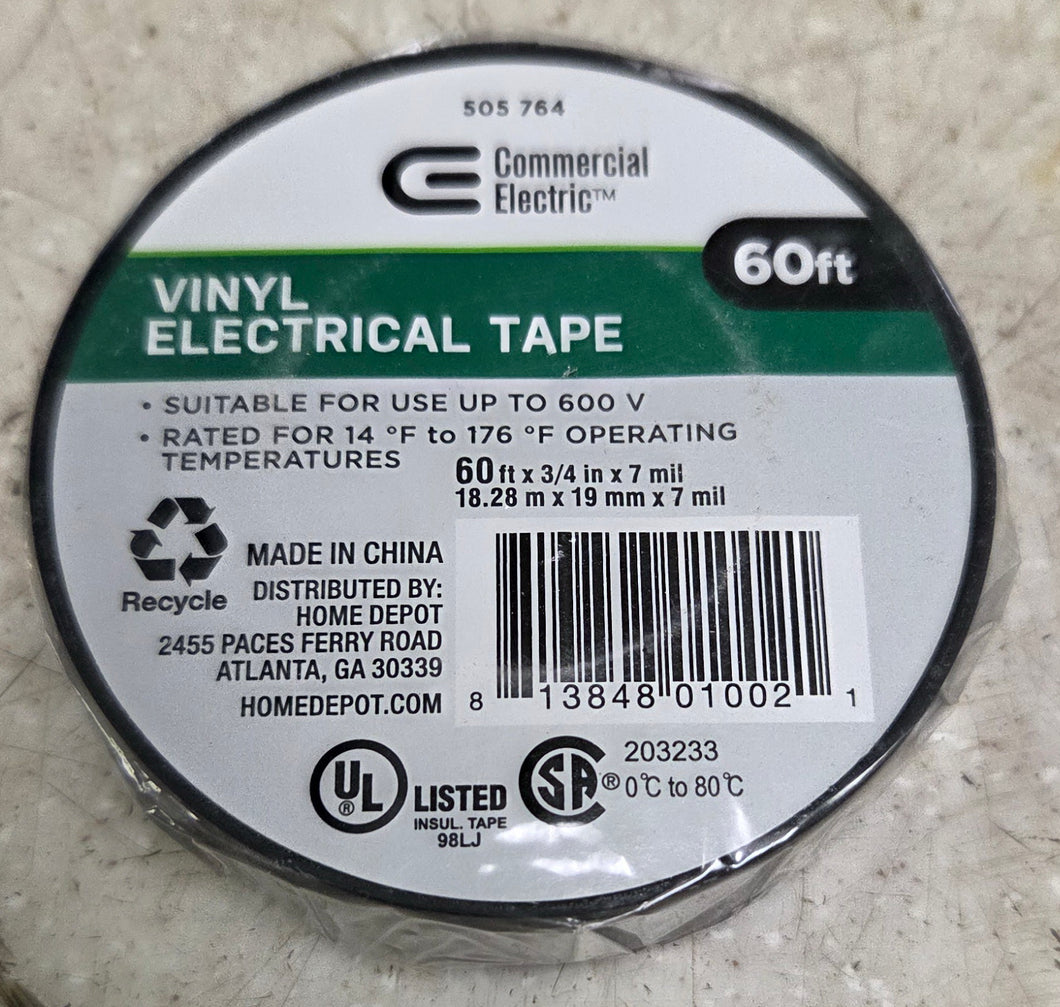 505 764
Commercial
Electric™
60ft
VINYL
ELECTRICAL TAPE
• SUITABLE FOR USE UP TO 600 V
• RATED FOR 14 °F to 176 °F OPERATING
TEMPERATURES
60 ft x 3/4 in x 7 mil
18.28 m x 19 mm x 7 mil
Recycle
MADE IN CHINA
DISTRIBUTED BY:
HOME DEPOT
2455 PACES FERRY ROAD
ATLANTA, GA 30339
HOMEDEPOT.COM
8 13848 01002 1
UL ®
LISTED
INSUL. TAPE
98LJ
SA ®
203233
0°C to 80°C